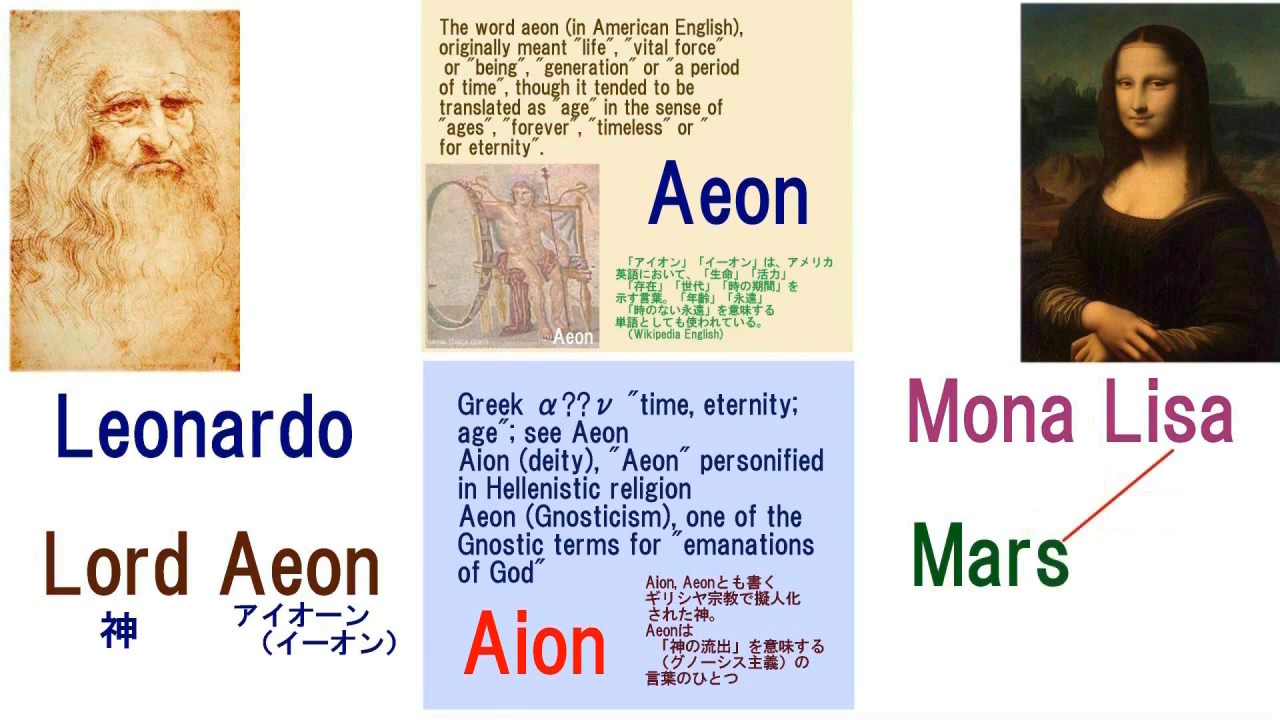 The word aeon (in American English),
originally meant "life", "vital force"
or "being", "generation" or "a period
of time", though it tended to be
translated as "age" in the sense of
"ages", "forever", "timeless" or "
for eternity".
Aeon
「アイオン」「イーオン」は、アメリカ
英語において、「生命」「活力」
「存在」「世代」「時の期間」を
示す言葉。「年齢」「永遠」
「時のない永遠」を意味する
単語としても使われている。
(Wikipedia English)
Aeon
Leonardo
Lord Aeon
神
アイオーン
(イーオン)
Greek α??ν "time, eternity;
age"; see Aeon
Aion (deity), "Aeon" personified
in Hellenistic religion
Aeon (Gnosticism), one of the
Gnostic terms for "emanations
of God"
Aion
Aion, Aeonとも書く
ギリシヤ宗教で擬人化
された神。
Aeonは
「神の流出」を意味する
(グノーシス主義)の
言葉のひとつ
Mona Lisa
Mars